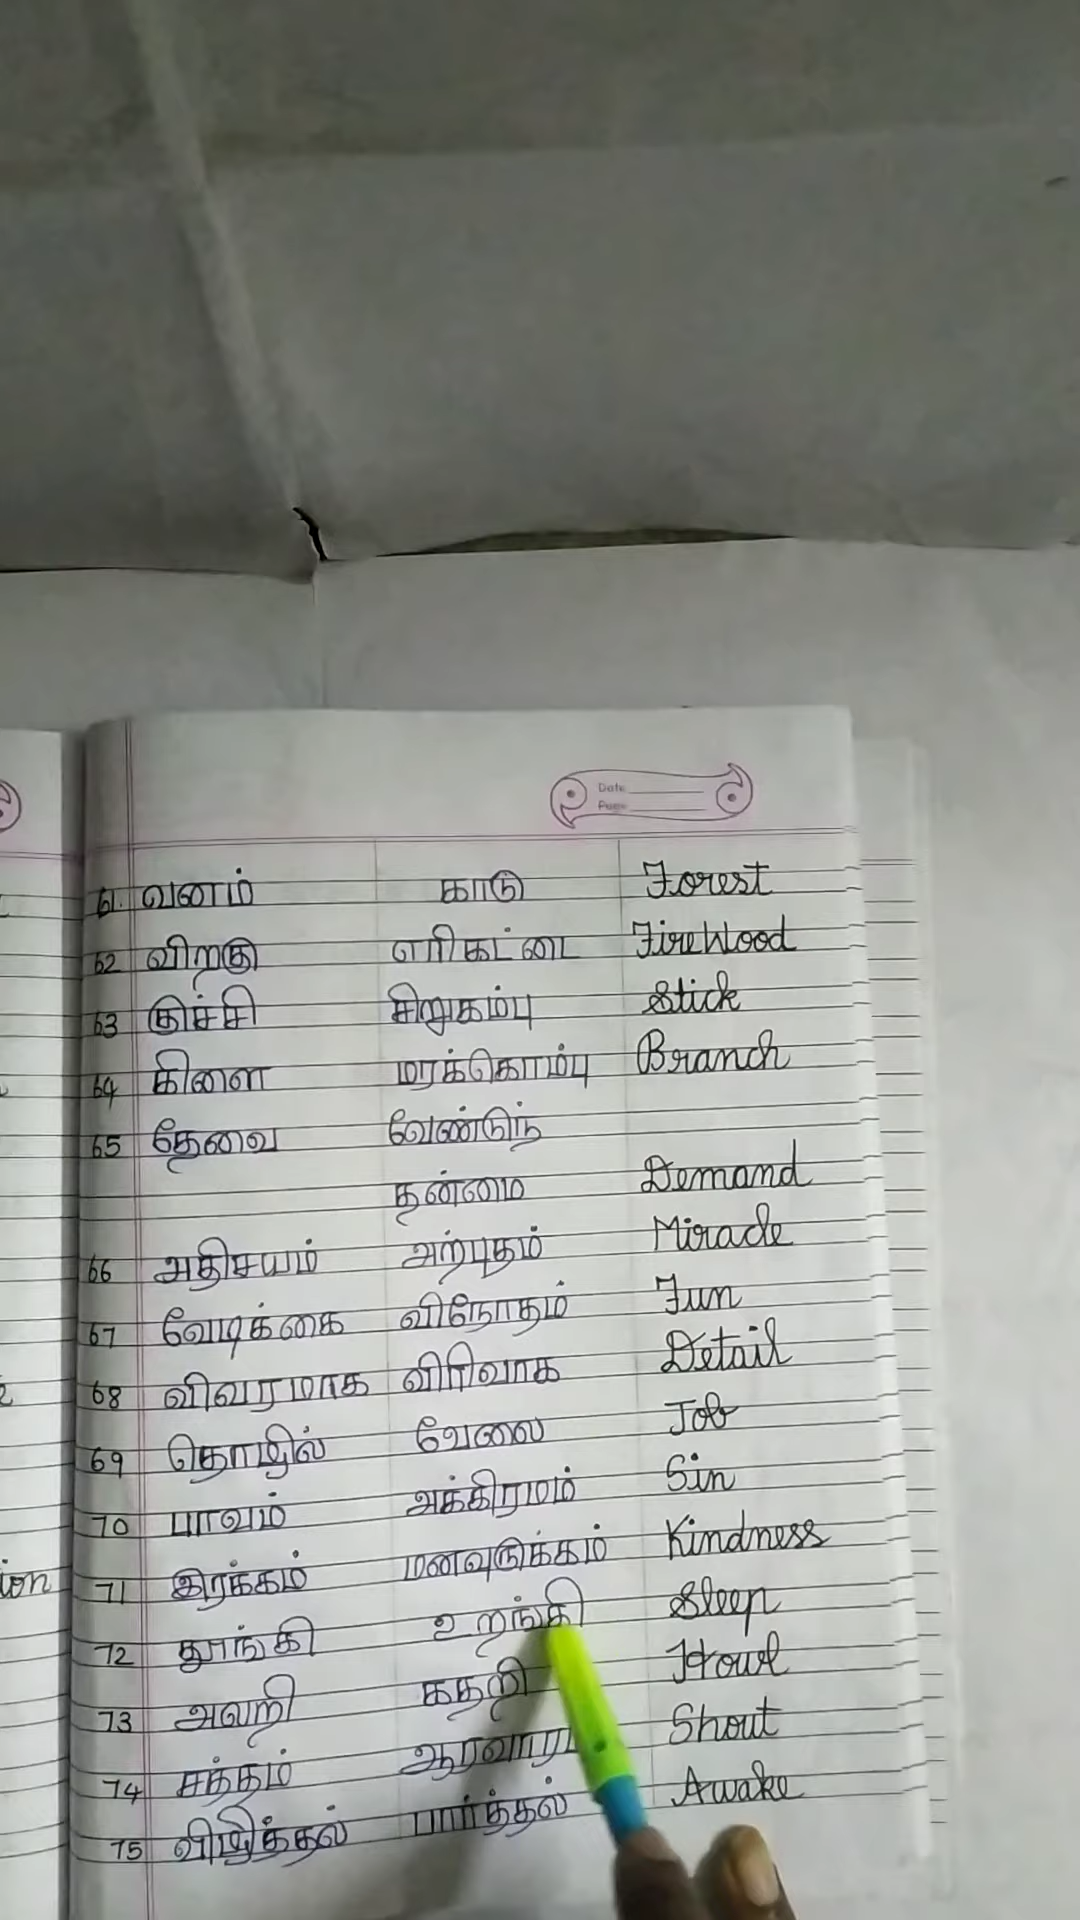 Date
Page
61. வனம் காடு Forest
62 விறகு எரிகட்டை FireWood
63 குச்சி சிறுகம்பு Stick
64 கிளை மரக்கொம்பு Branch
65 தேவை வேண்டுந்
தன்மை Demand
66 அதிசயம் அற்புதம் Miracle
67 வேடிக்கை விநோதம் Fun
68 விவரமாக விரிவாக Detail
69 தொழில் வேலை Job
70 பாவம் அக்கிரமம் Sin
71 இரக்கம் மனவுருக்கம் Kindness
72 தூங்கி உறங்கி Sleep
73 அலறி கதறி Howl
74 சத்தம் ஆரவார Shout
75 விழித்தல் பார்த்தல் Awake
ion